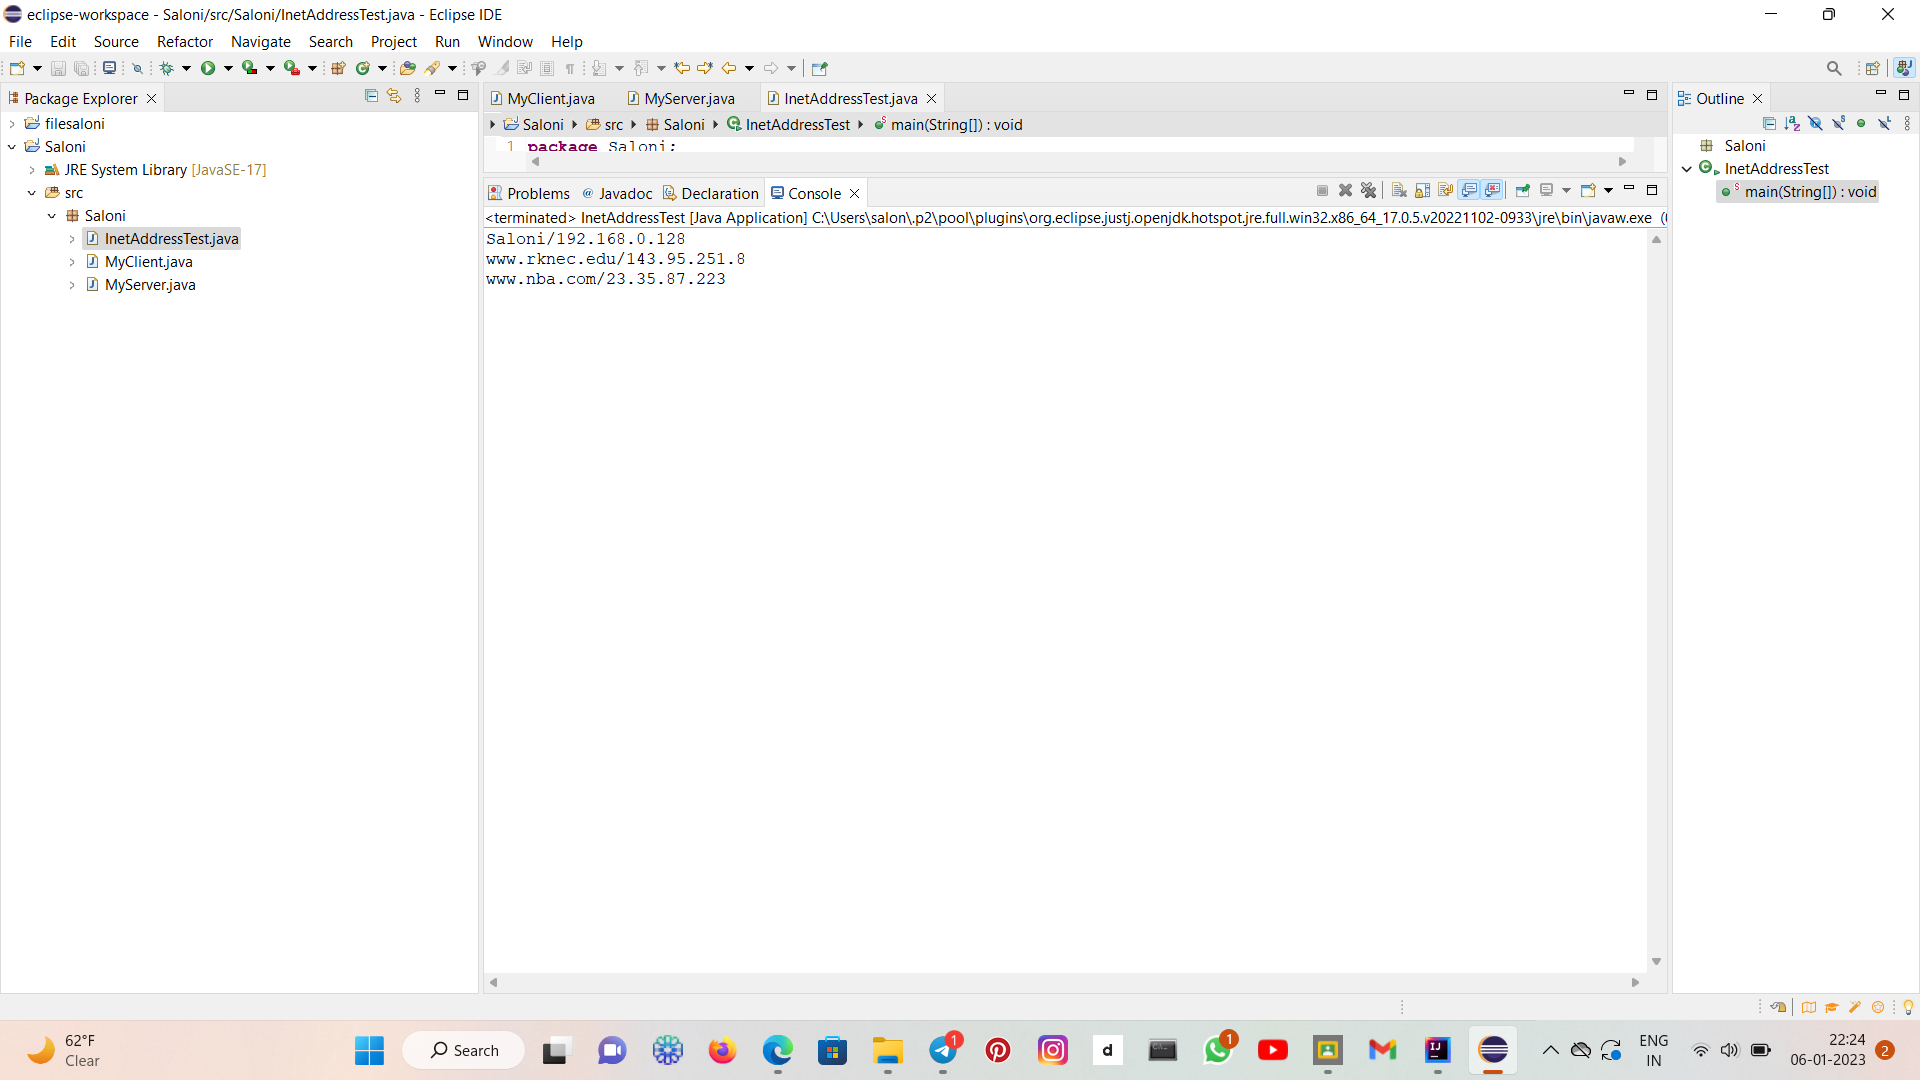 eclipse-workspace - Saloni/src/Saloni/InetAddressTest.java - Eclipse IDE
File Edit Source Refactor Navigate Search Project Run Window Help
Package Explorer
filesaloni
Saloni
JRE System Library [JavaSE-17]
src
Saloni
InetAddressTest.java
MyClient.java
MyServer.java
MyClient.java MyServer.java InetAddressTest.java
Saloni src Saloni InetAddressTest main(String[]) : void
1 package Saloni;
Problems @ Javadoc Declaration Console
<terminated> InetAddressTest [Java Application] C:\Users\salon\.p2\pool\plugins\org.eclipse.justj.openjdk.hotspot.jre.full.win32.x86_64_17.0.5.v20221102-0933\jre\bin\javaw.exe
Saloni/192.168.0.128
www.rknec.edu/143.95.251.8
www.nba.com/23.35.87.223
Outline
Saloni
InetAddressTest
main(String[]) : void
62°F
Clear
Search
d
1
1
IJ
ENG
IN
22:24
06-01-2023
2